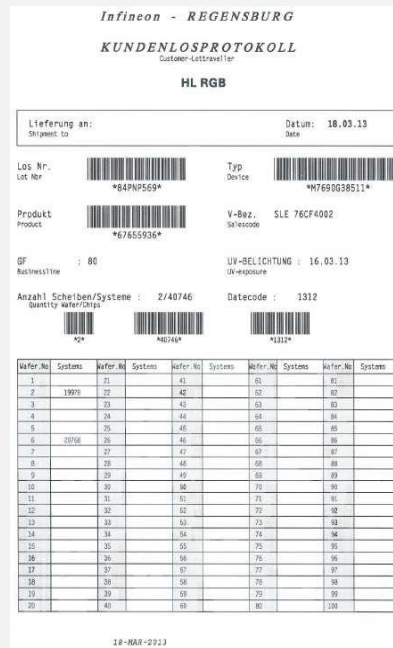 Infineon - REGENSBURG
KUNDENLOSPROTOKOLL
Customer-Lottraveller
HL RGB
Lieferung an: Datum: 18.03.13
Shipment to Date
Los Nr. Typ
Lot Nbr Device
*84PNP569* *M7690G38511*
Produkt V-Bez. SLE 76CF4002
Product Salescode
*67655936*
GF : 80 UV-BELICHTUNG : 16.03.13
Businessline UV-exposure
Anzahl Scheiben/Systeme : 2/40746 Datecode : 1312
Quantity Wafer/Chips
*2* *40746* *1312*
Wafer.No Systems Wafer.No Systems Wafer.No Systems Wafer.No Systems Wafer.No Systems
1 21 41 61 81
2 19978 22 42 62 82
3 23 43 63 83
4 24 44 64 84
5 25 45 65 85
6 20768 26 46 66 86
7 27 47 67 87
8 28 48 68 88
9 29 49 69 89
10 30 50 70 90
11 31 51 71 91
12 32 52 72 92
13 33 53 73 93
14 34 54 74 94
15 35 55 75 95
16 36 56 76 96
17 37 57 77 97
18 38 58 78 98
19 39 59 79 99
20 40 60 80 100
18-MAR-2013